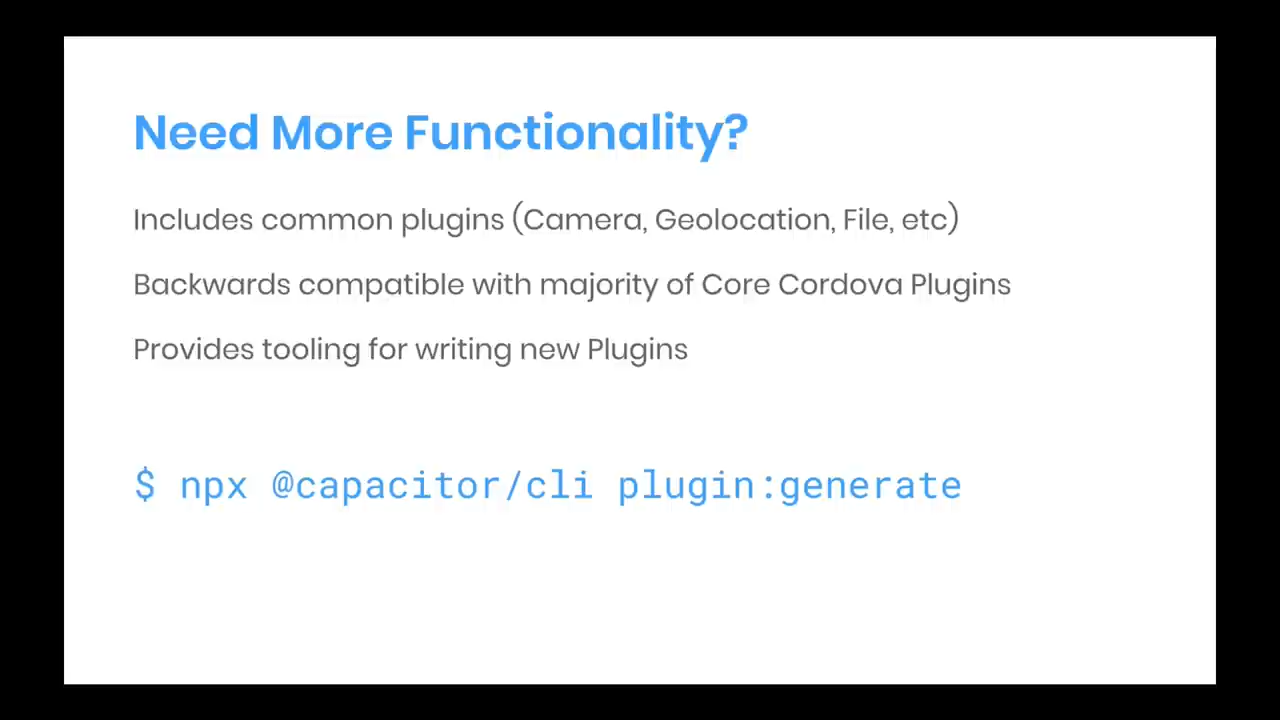 Need More Functionality?
Includes common plugins (Camera, Geolocation, File, etc)
Backwards compatible with majority of Core Cordova Plugins
Provides tooling for writing new Plugins
$ npx @capacitor/cli plugin:generate